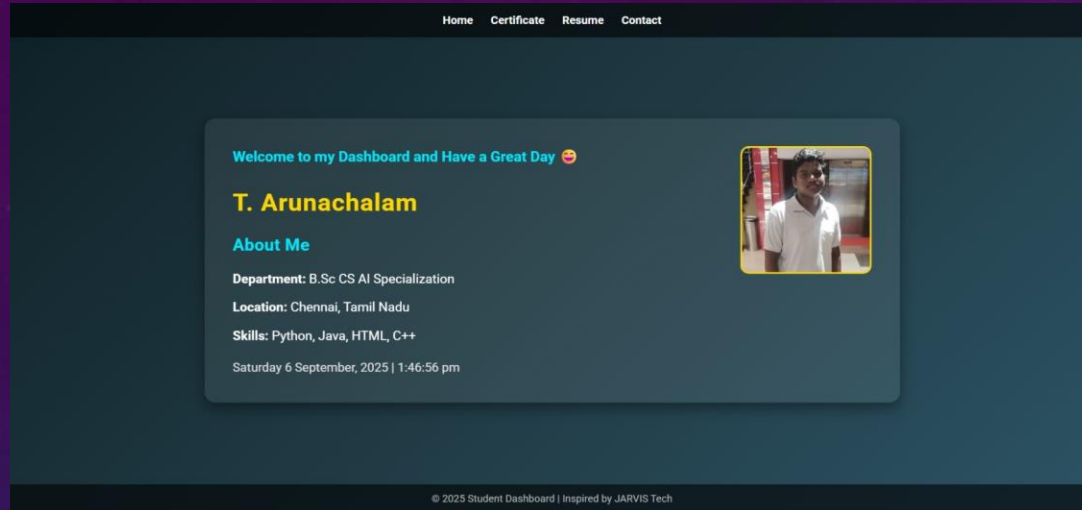 Home Certificate Resume Contact
Welcome to my Dashboard and Have a Great Day 😄
T. Arunachalam
About Me
Department: B.Sc CS AI Specialization
Location: Chennai, Tamil Nadu
Skills: Python, Java, HTML, C++
Saturday 6 September, 2025 | 1:46:56 pm
© 2025 Student Dashboard | Inspired by JARVIS Tech